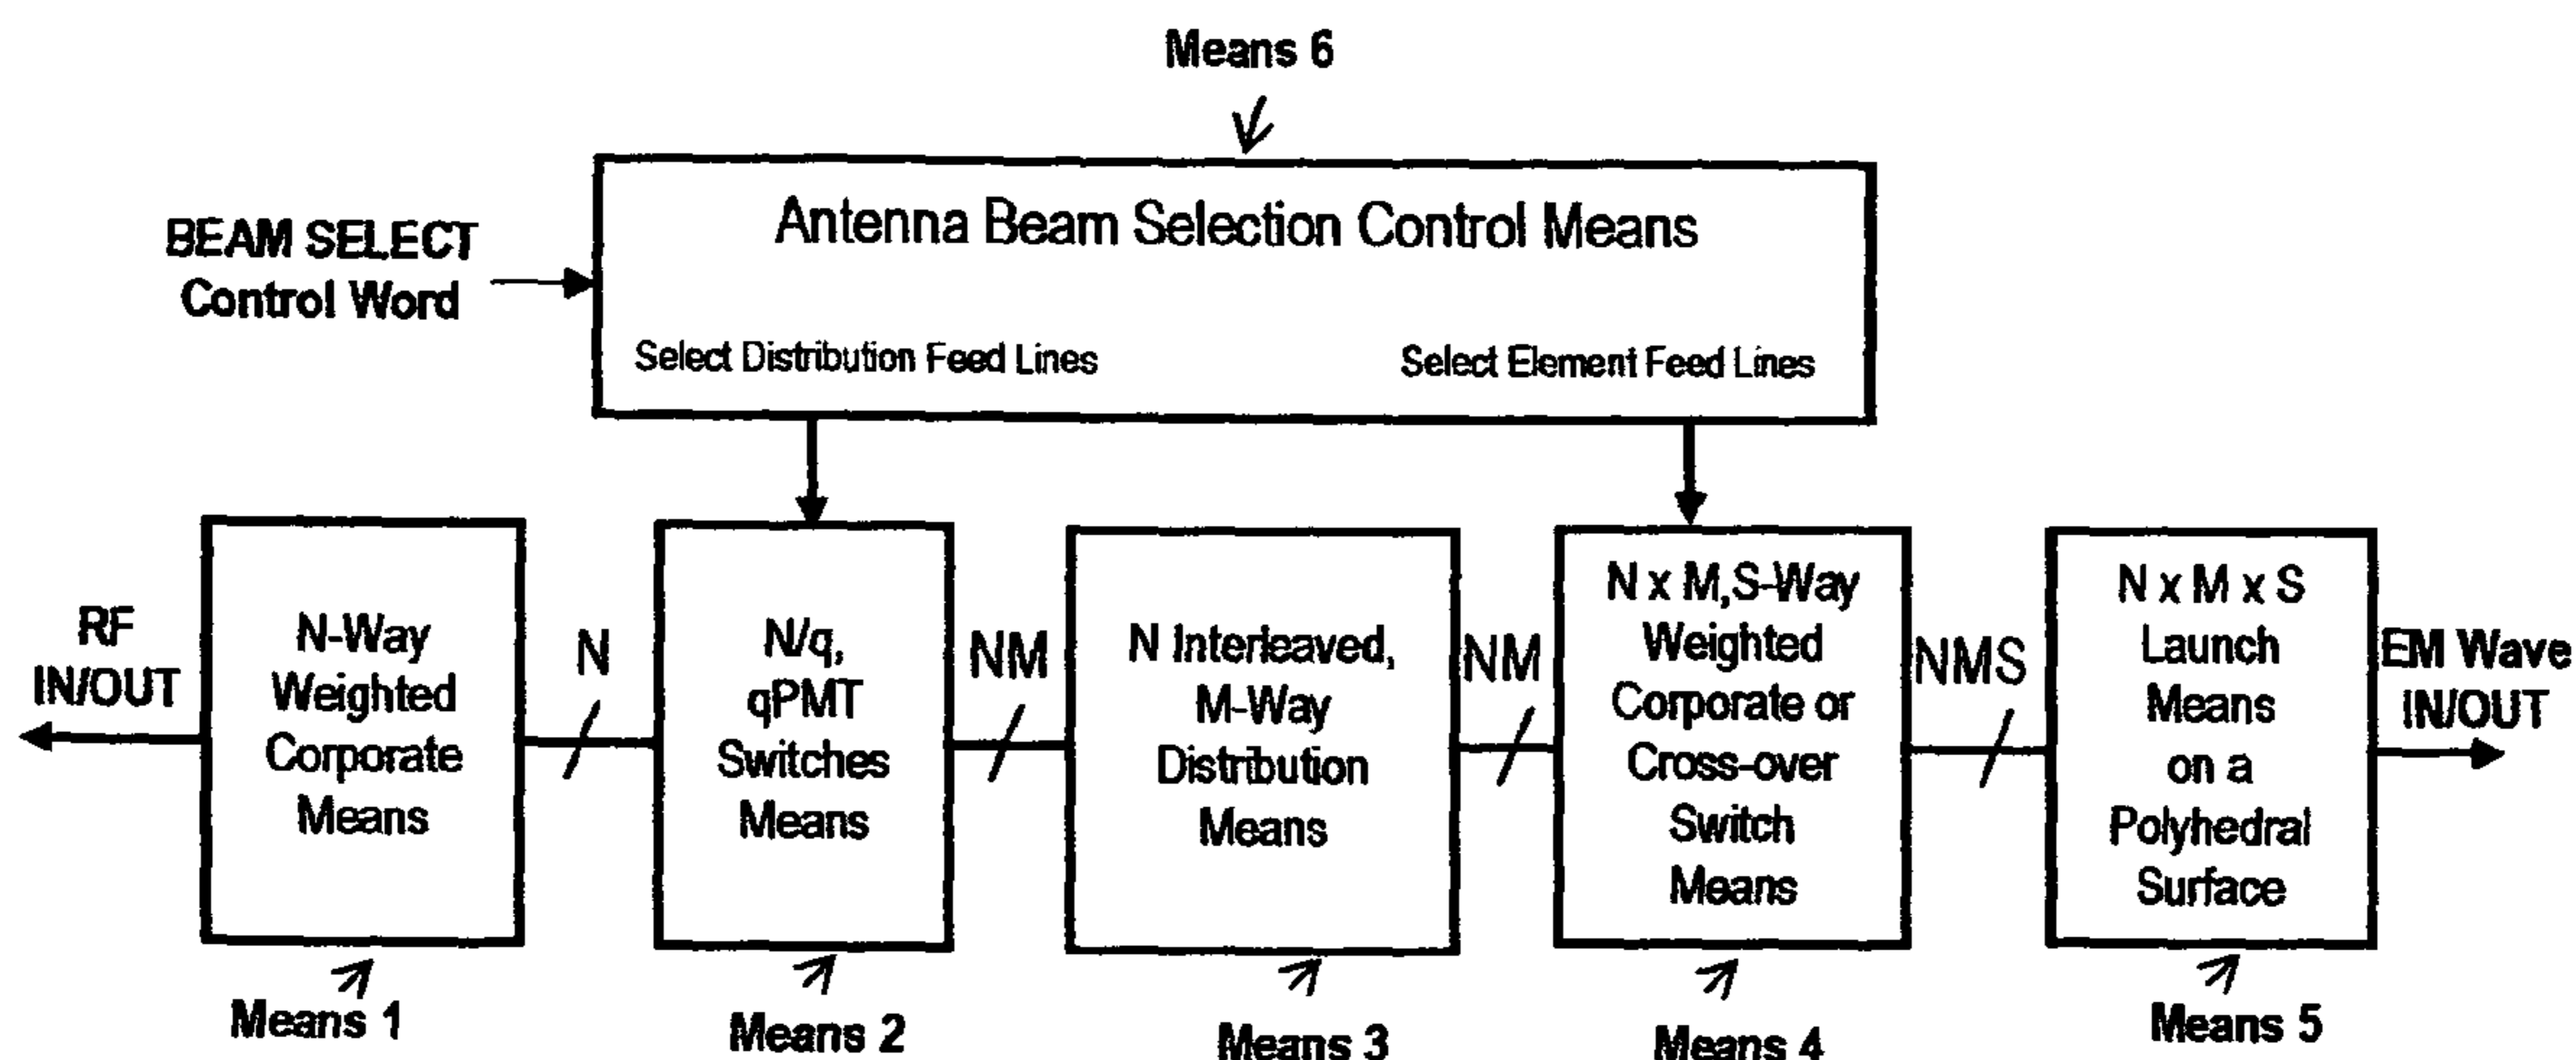 Means 6
Antenna Beam Selection Control Means
BEAM SELECT
Control Word
Select Distribution Feed Lines
Select Element Feed Lines
RF
IN/OUT
N-Way
Weighted
Corporate
Means
N
N/q,
qPMT
Switches
Means
NM
N Interleaved,
M-Way
Distribution
Means
NM
N x M,S-Way
Weighted
Corporate or
Cross-over
Switch
Means
NMS
N x M x S
Launch
Means
on a
Polyhedral
Surface
EM Wave
IN/OUT
Means 1
Means 2
Means 3
Means 4
Means 5